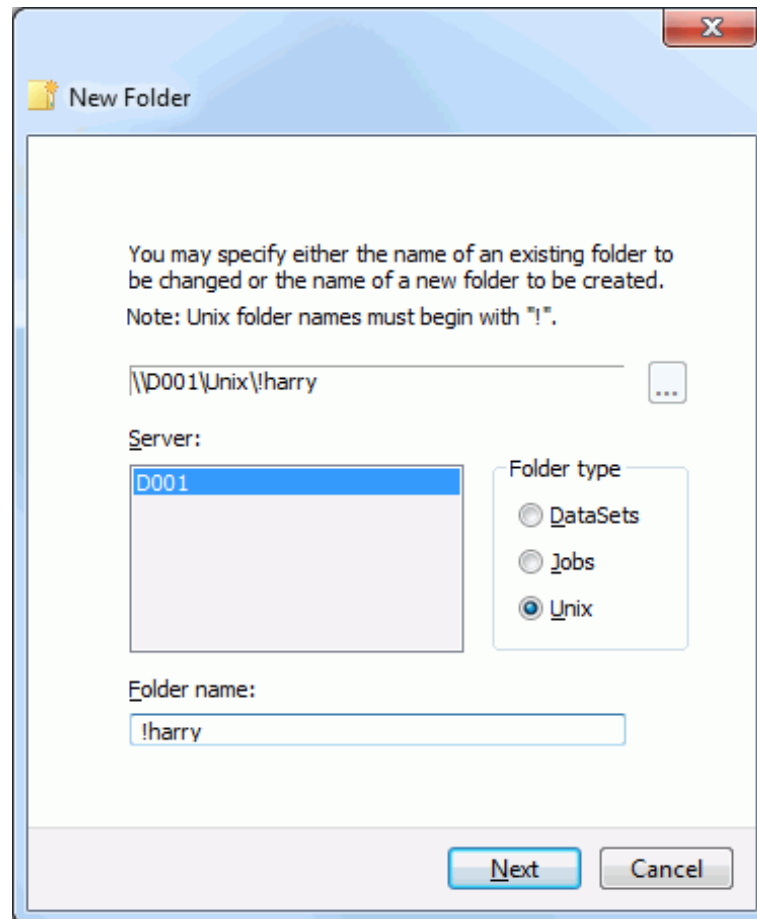 New Folder
You may specify either the name of an existing folder to
be changed or the name of a new folder to be created.
Note: Unix folder names must begin with "!".
\\D001\Unix\!harry
...
Server:
D001
Folder type
DataSets
Jobs
Unix
Folder name:
!harry
Next
Cancel